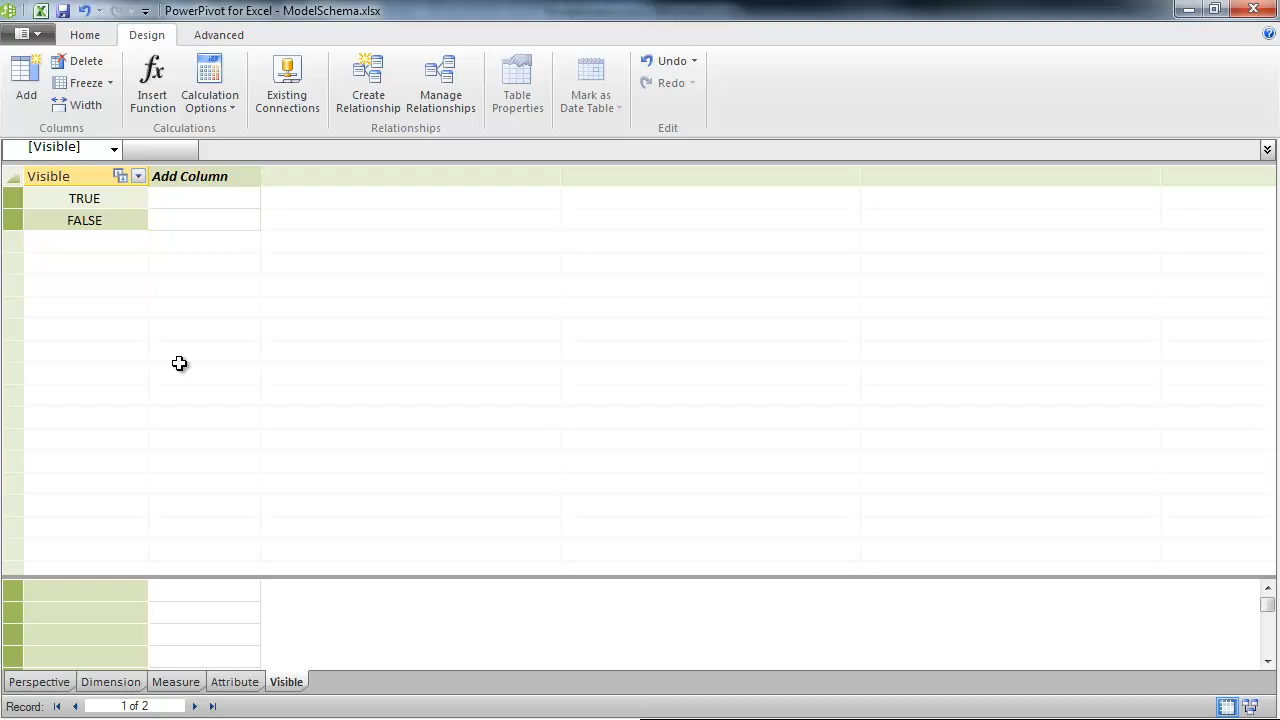 PowerPivot for Excel - ModelSchema.xlsx
Home Design Advanced
Add
Delete
Freeze
Width
Columns
fx
Insert Function
Calculation Options
Calculations
Existing Connections
Create Relationship
Manage Relationships
Relationships
Table Properties
Mark as Date Table
Undo
Redo
Edit
[Visible]
Visible Add Column
TRUE
FALSE
Perspective Dimension Measure Attribute Visible
Record: 1 of 2